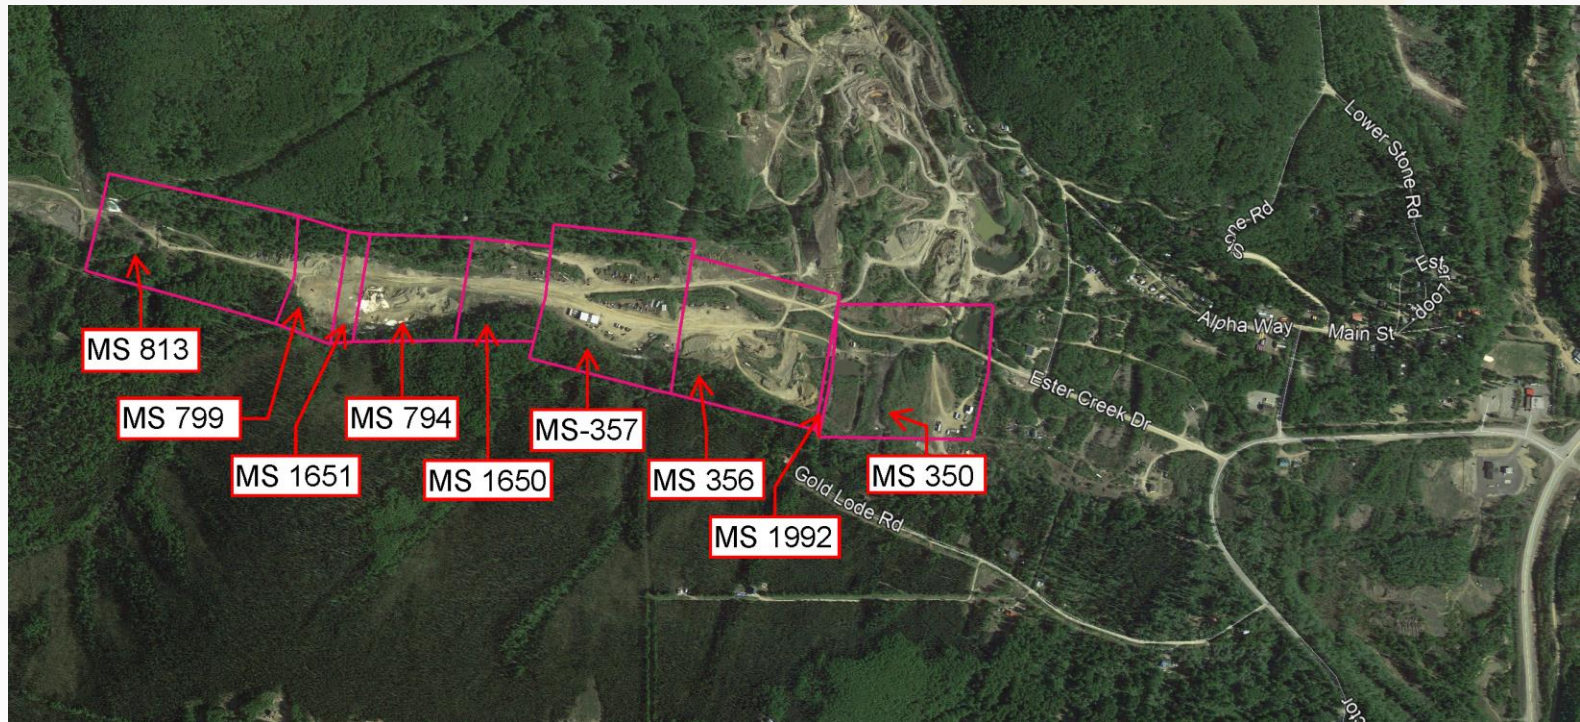 Lower Stone Rd
Stone Rd
Ester Loop
Alpha Way
Main St
MS 813
MS 799
MS 794
MS-357
Ester Creek Dr
MS 1651
MS 1650
MS 356
MS 350
Gold Lode Rd
MS 1992